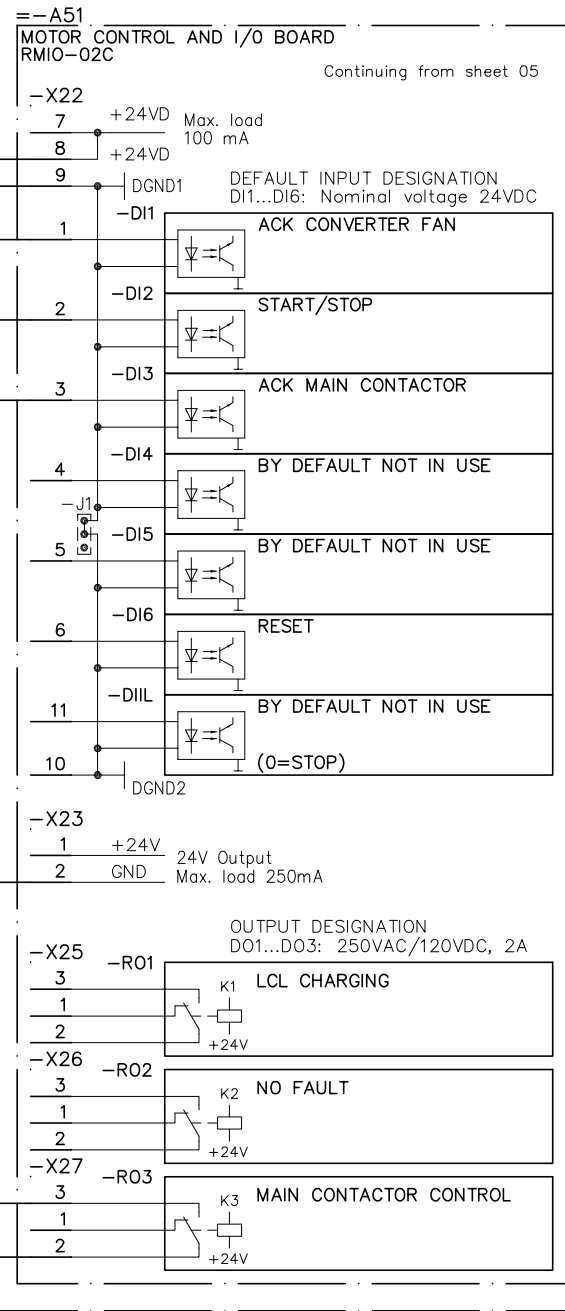 =-A51
MOTOR CONTROL AND I/O BOARD
RMIO-02C
Continuing from sheet 05
-X22
7 +24VD Max. load
100 mA
8 +24VD
9 DGND1 DEFAULT INPUT DESIGNATION
DI1...DI6: Nominal voltage 24VDC
-DI1
1 ACK CONVERTER FAN
-DI2
2 START/STOP
-DI3
3 ACK MAIN CONTACTOR
-DI4
4 BY DEFAULT NOT IN USE
-J1
-DI5
5 BY DEFAULT NOT IN USE
-DI6
6 RESET
-DIIL
11 BY DEFAULT NOT IN USE
10 (0=STOP)
DGND2
-X23
1 +24V 24V Output
2 GND Max. load 250mA
OUTPUT DESIGNATION
DO1...DO3: 250VAC/120VDC, 2A
-X25
-RO1
3 K1 LCL CHARGING
1
2 +24V
-X26
-RO2
3 K2 NO FAULT
1
2 +24V
-X27
-RO3
3 K3 MAIN CONTACTOR CONTROL
1
2 +24V